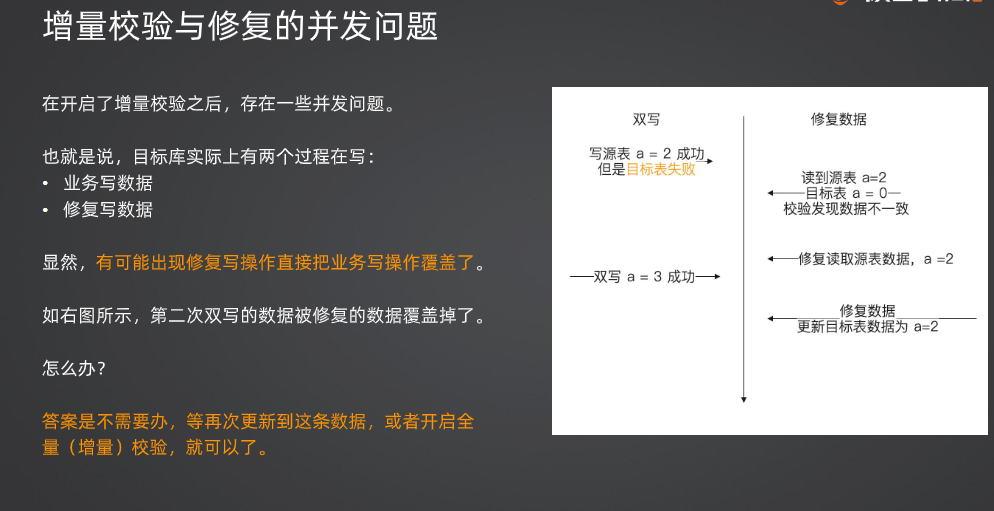 增量校验与修复的并发问题
在开启了增量校验之后，存在一些并发问题。
也就是说，目标库实际上有两个过程在写：
• 业务写数据
• 修复写数据
显然，有可能出现修复写操作直接把业务写操作覆盖了。
如右图所示，第二次双写的数据被修复的数据覆盖掉了。
怎么办？
答案是不需要办，等再次更新到这条数据，或者开启全
量（增量）校验，就可以了。
双写
修复数据
写源表 a = 2 成功
但是目标表失败
读到源表 a=2
目标表 a = 0
校验发现数据不一致
修复读取源表数据，a =2
双写 a = 3 成功
修复数据
更新目标表数据为 a=2